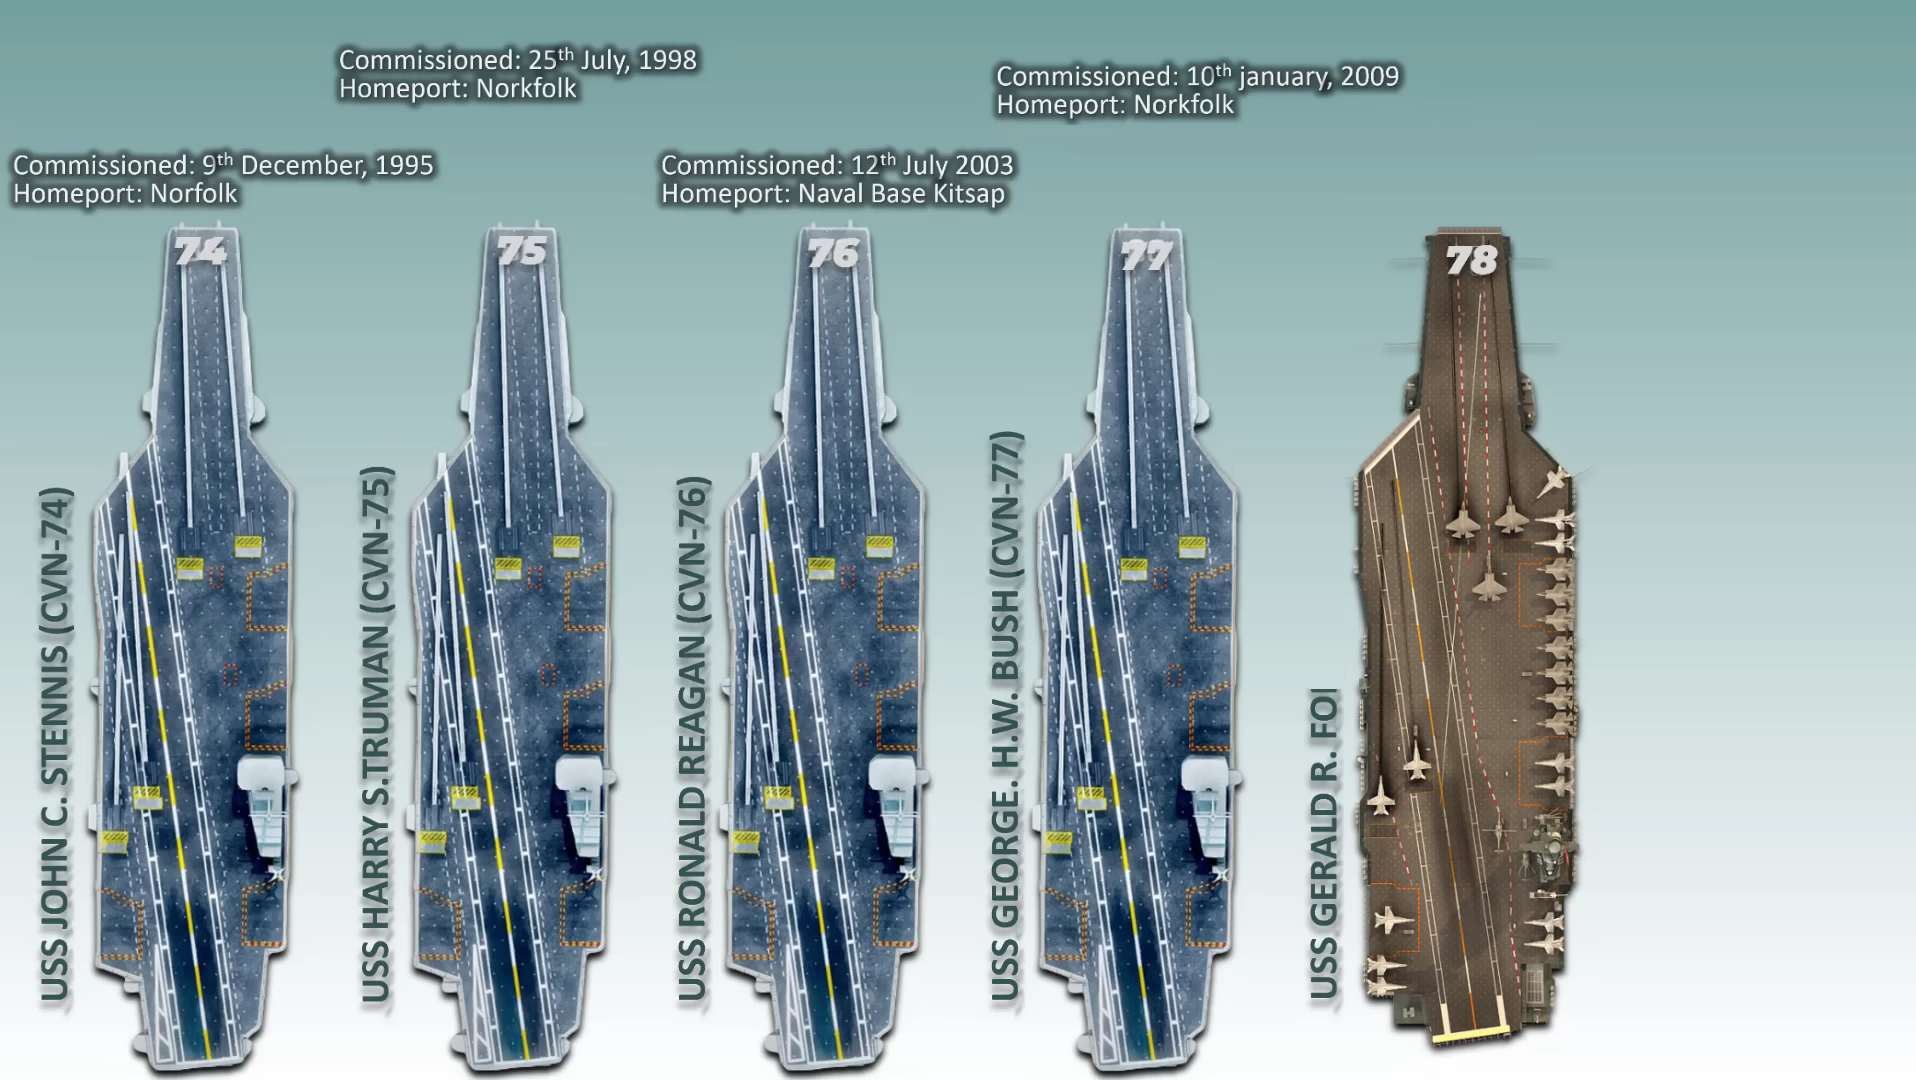 Commissioned: 25th July, 1998
Homeport: Norkfolk
Commissioned: 10th january, 2009
Homeport: Norkfolk
Commissioned: 9th December, 1995
Homeport: Norfolk
Commissioned: 12th July 2003
Homeport: Naval Base Kitsap
74
75
76
77
78
USS JOHN C. STENNIS (CVN-74)
USS HARRY S.TRUMAN (CVN-75)
USS RONALD REAGAN (CVN-76)
USS GEORGE. H.W. BUSH (CVN-77)
USS GERALD R.